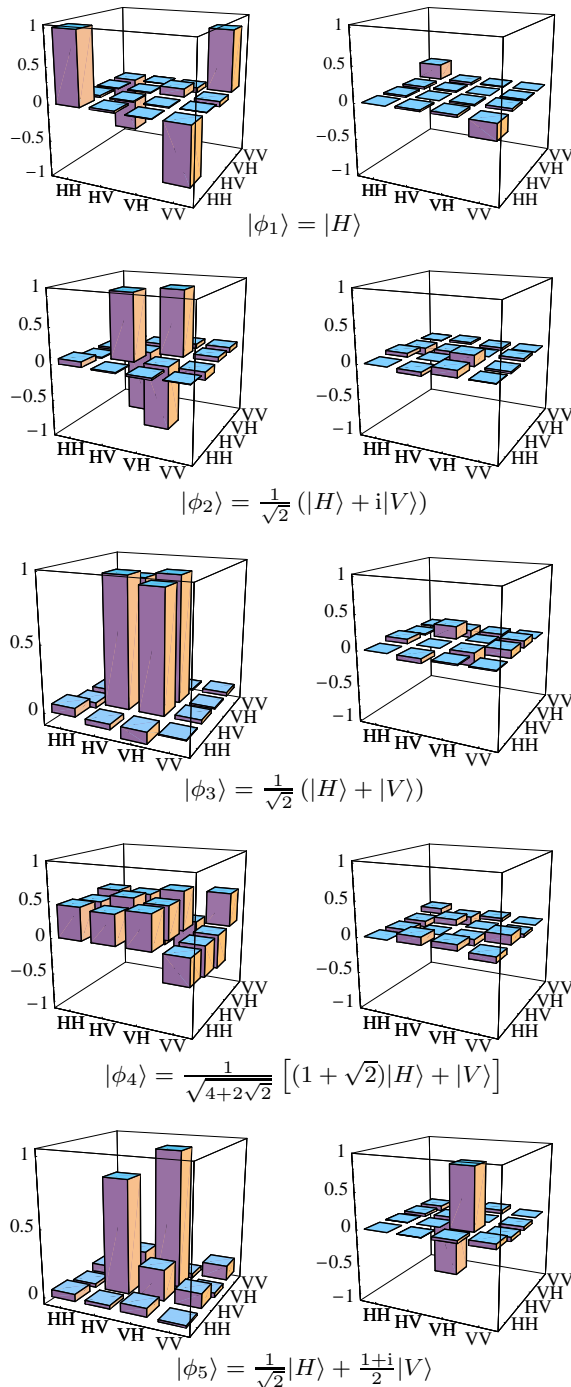 1 1
0.5 0.5
0 0
−0.5 −0.5
−1 −1
HH HV VH VV HH HV VH VV HH HV VH VV HH HV VH VV
|ϕ₁⟩ = |H⟩
1 1
0.5 0.5
0 0
−0.5 −0.5
−1 −1
HH HV VH VV HH HV VH VV HH HV VH VV HH HV VH VV
|ϕ₂⟩ = 1/√2 (|H⟩ + i|V⟩)
1 1
0.5 0.5
0 0
−0.5
−1
HH HV VH VV HH HV VH VV HH HV VH VV HH HV VH VV
|ϕ₃⟩ = 1/√2 (|H⟩ + |V⟩)
1 1
0.5 0.5
0 0
−0.5 −0.5
−1 −1
HH HV VH VV HH HV VH VV HH HV VH VV HH HV VH VV
|ϕ₄⟩ = 1/√(4+2√2) [(1 + √2)|H⟩ + |V⟩]
1 1
0.5 0.5
0 0
−0.5
−1
HH HV VH VV HH HV VH VV HH HV VH VV HH HV VH VV
|ϕ₅⟩ = 1/√2 |H⟩ + (1+i)/2 |V⟩